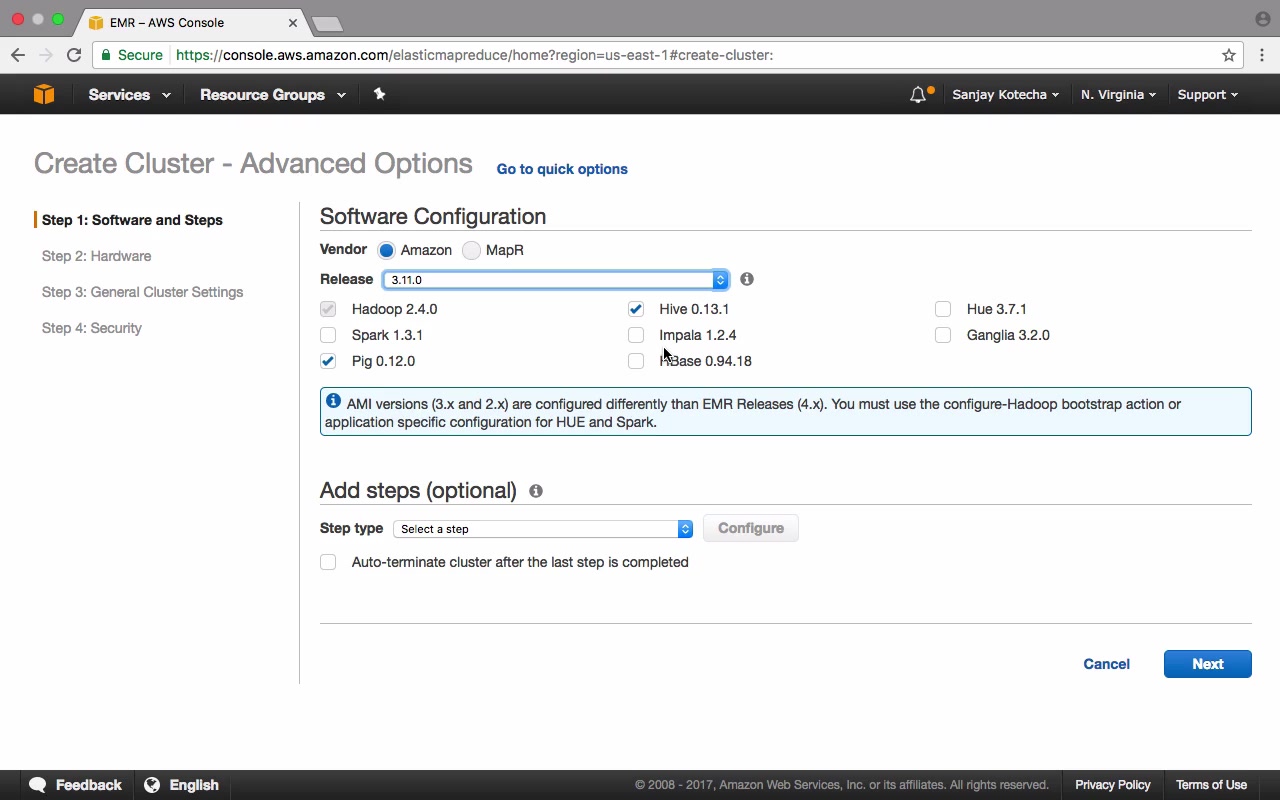 EMR – AWS Console
Secure https://console.aws.amazon.com/elasticmapreduce/home?region=us-east-1#create-cluster:
Services Resource Groups Sanjay Kotecha N. Virginia Support
Create Cluster - Advanced Options Go to quick options
Step 1: Software and Steps
Step 2: Hardware
Step 3: General Cluster Settings
Step 4: Security
Software Configuration
Vendor Amazon MapR
Release 3.11.0
Hadoop 2.4.0 Hive 0.13.1 Hue 3.7.1
Spark 1.3.1 Impala 1.2.4 Ganglia 3.2.0
Pig 0.12.0 HBase 0.94.18
AMI versions (3.x and 2.x) are configured differently than EMR Releases (4.x). You must use the configure-Hadoop bootstrap action or
application specific configuration for HUE and Spark.
Add steps (optional)
Step type Select a step Configure
Auto-terminate cluster after the last step is completed
Cancel Next
Feedback English © 2008 - 2017, Amazon Web Services, Inc. or its affiliates. All rights reserved. Privacy Policy Terms of Use